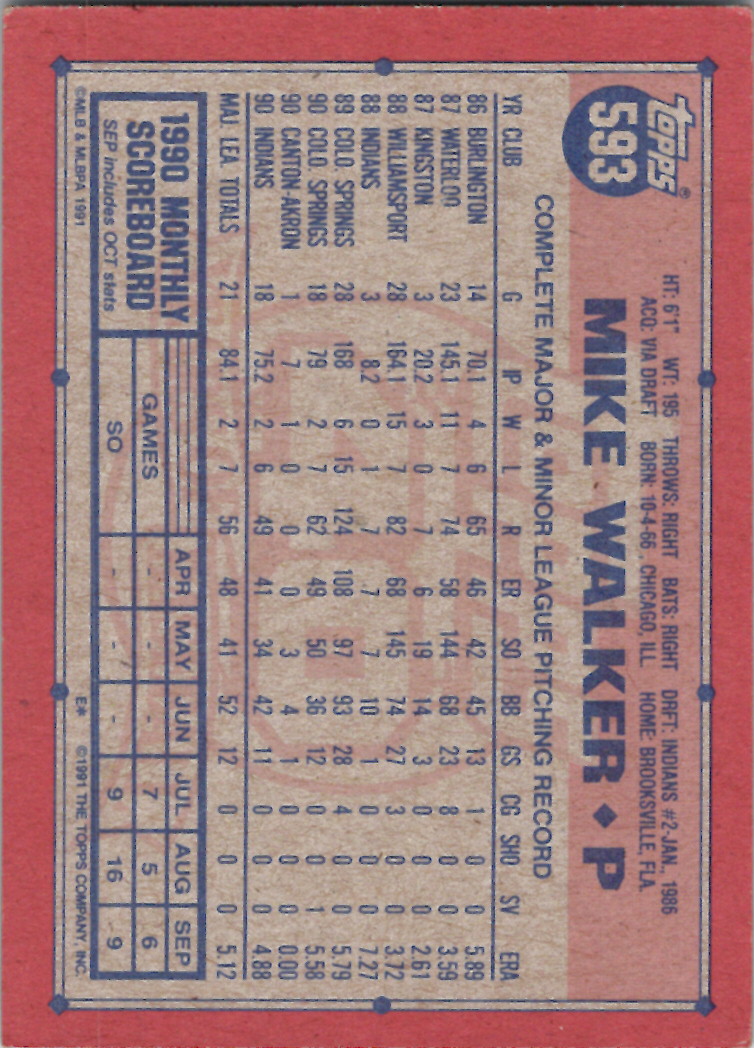 Topps®
593
HT: 6'1" WT: 185 THROWS: RIGHT BATS: RIGHT DRAFT: INDIANS #2-JAN., 1986
ACQ: VIA DRAFT BORN: 10-4-66, CHICAGO, ILL. HOME: BROOKSVILLE, FLA.
MIKE WALKER ♦ P
COMPLETE MAJOR & MINOR LEAGUE PITCHING RECORD
YR CLUB G IP W L R ER SO BB GS CG SHO SV ERA
86 BURLINGTON 14 70.1 4 6 65 46 42 45 13 1 0 0 5.89
87 WATERLOO 23 145.1 11 7 74 58 144 68 23 8 0 0 3.59
87 KINGSTON 3 20.2 3 0 7 6 19 14 3 0 0 0 2.61
88 WILLIAMSPORT 28 164.1 15 7 82 68 145 74 27 3 0 0 3.72
88 INDIANS 3 8.2 0 1 7 7 7 10 1 0 0 0 7.27
89 COLO. SPRINGS 28 168 6 15 124 108 97 93 28 4 0 0 5.79
90 COLO. SPRINGS 18 79 2 7 62 49 50 36 12 0 0 1 5.58
90 CANTON-AKRON 1 7 1 0 0 0 3 4 1 0 0 0 0.00
90 INDIANS 18 75.2 2 6 49 41 34 42 11 0 0 0 4.88
MAJ. LEA. TOTALS 21 84.1 2 7 56 48 41 52 12 0 0 0 5.12
1990 MONTHLY SCOREBOARD
SEP includes OCT stats
APR MAY JUN JUL AUG SEP
GAMES - - - 7 5 6
SO - - - 9 16 9
©MLB & MLBPA 1991
E* ©1991 THE TOPPS COMPANY, INC.